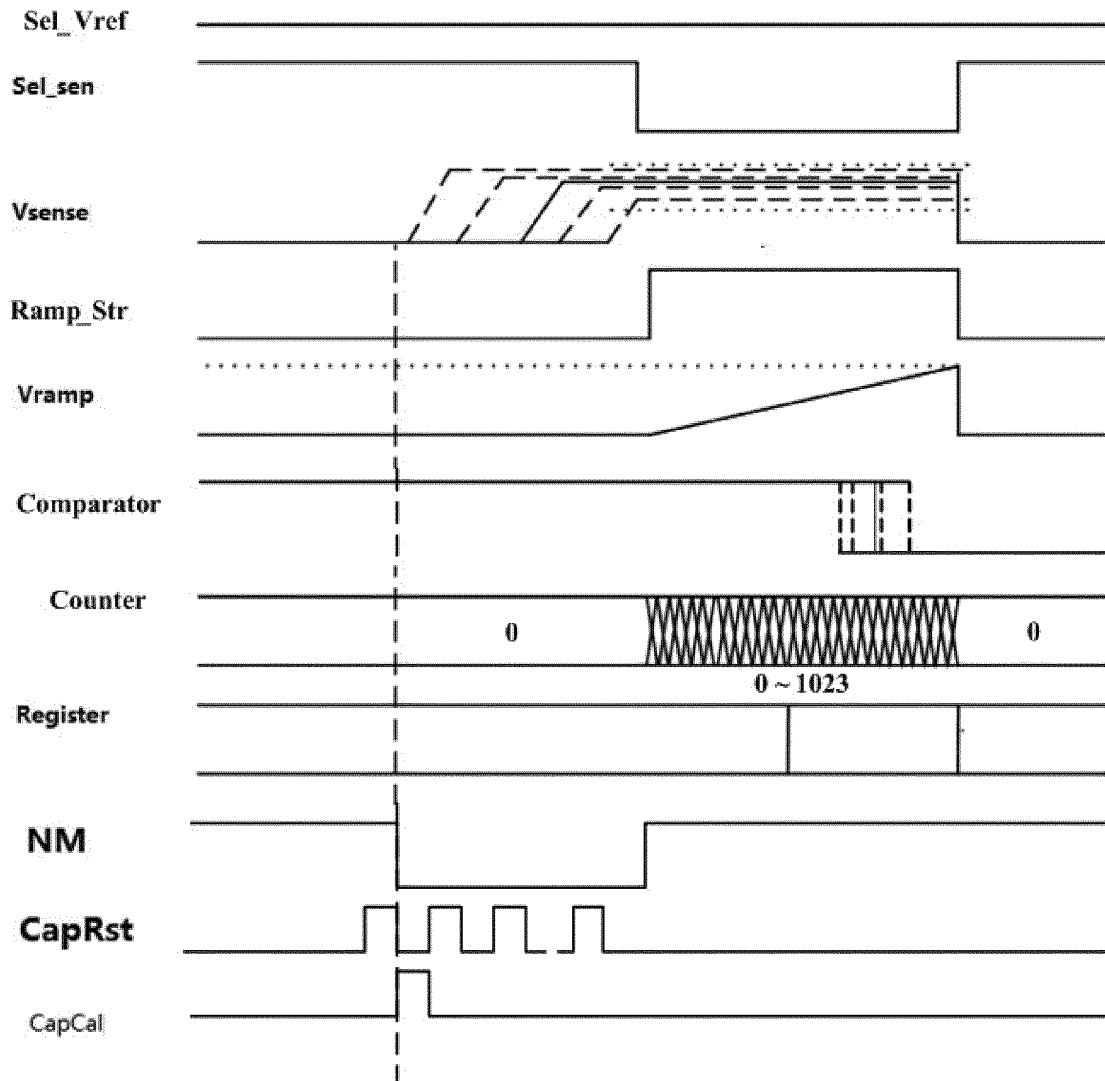 Sel_Vref
Sel_sen
Vsense
Ramp_Str
Vramp
Comparator
Counter
0
0
0 ~ 1023
Register
NM
CapRst
CapCal